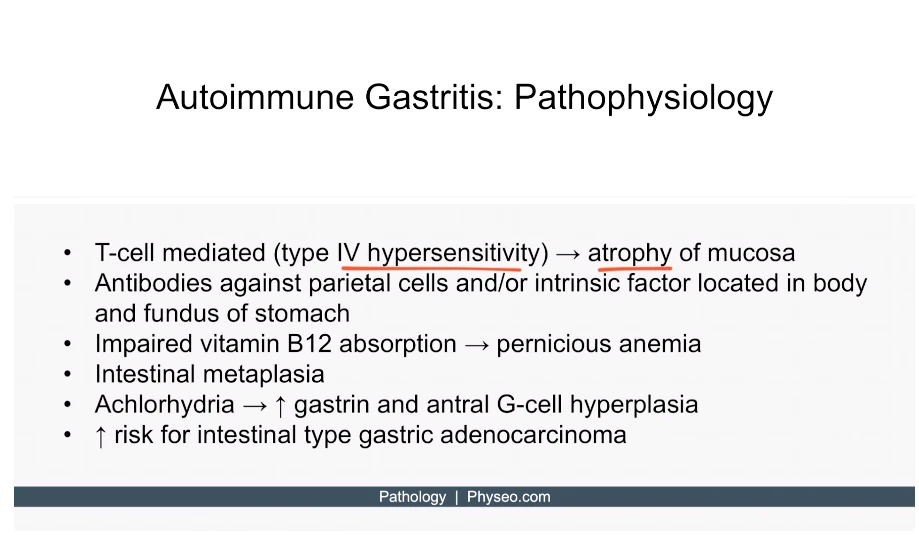 Autoimmune Gastritis: Pathophysiology
• T-cell mediated (type IV hypersensitivity) → atrophy of mucosa
• Antibodies against parietal cells and/or intrinsic factor located in body
and fundus of stomach
• Impaired vitamin B12 absorption → pernicious anemia
• Intestinal metaplasia
• Achlorhydria → ↑ gastrin and antral G-cell hyperplasia
• ↑ risk for intestinal type gastric adenocarcinoma
Pathology | Physeo.com